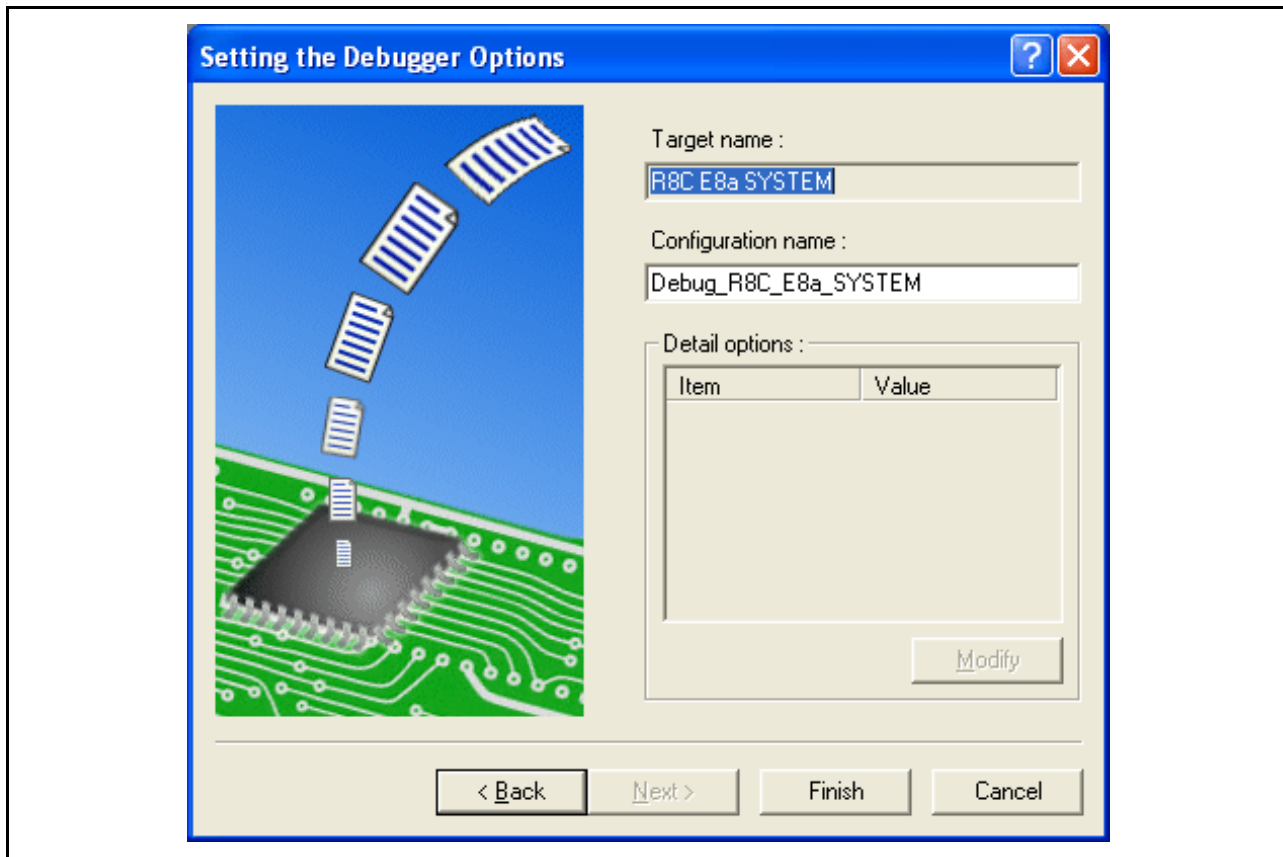 Setting the Debugger Options
Target name :
R8C E8a SYSTEM
Configuration name :
Debug_R8C_E8a_SYSTEM
Detail options :
Item Value
Modify
< Back Next > Finish Cancel